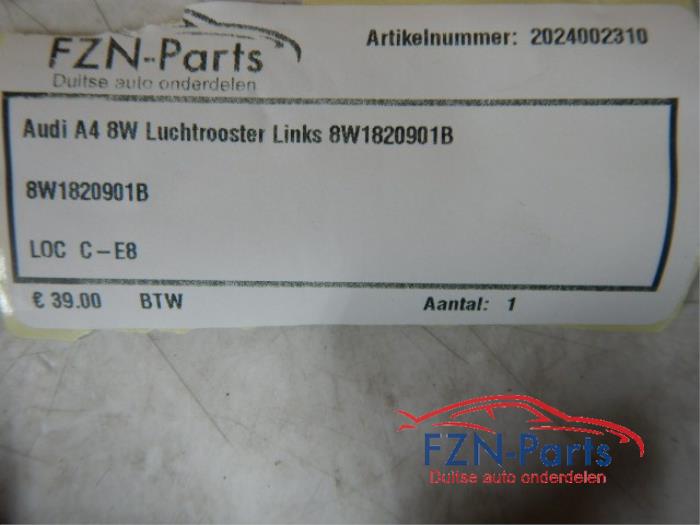 FZN-Parts
Duitse auto onderdelen
Artikelnummer: 2024002310
Audi A4 8W Luchtrooster Links 8W1820901B
8W1820901B
LOC C-E8
€ 39.00 BTW Aantal: 1
FZN-Parts
Duitse auto onderdelen